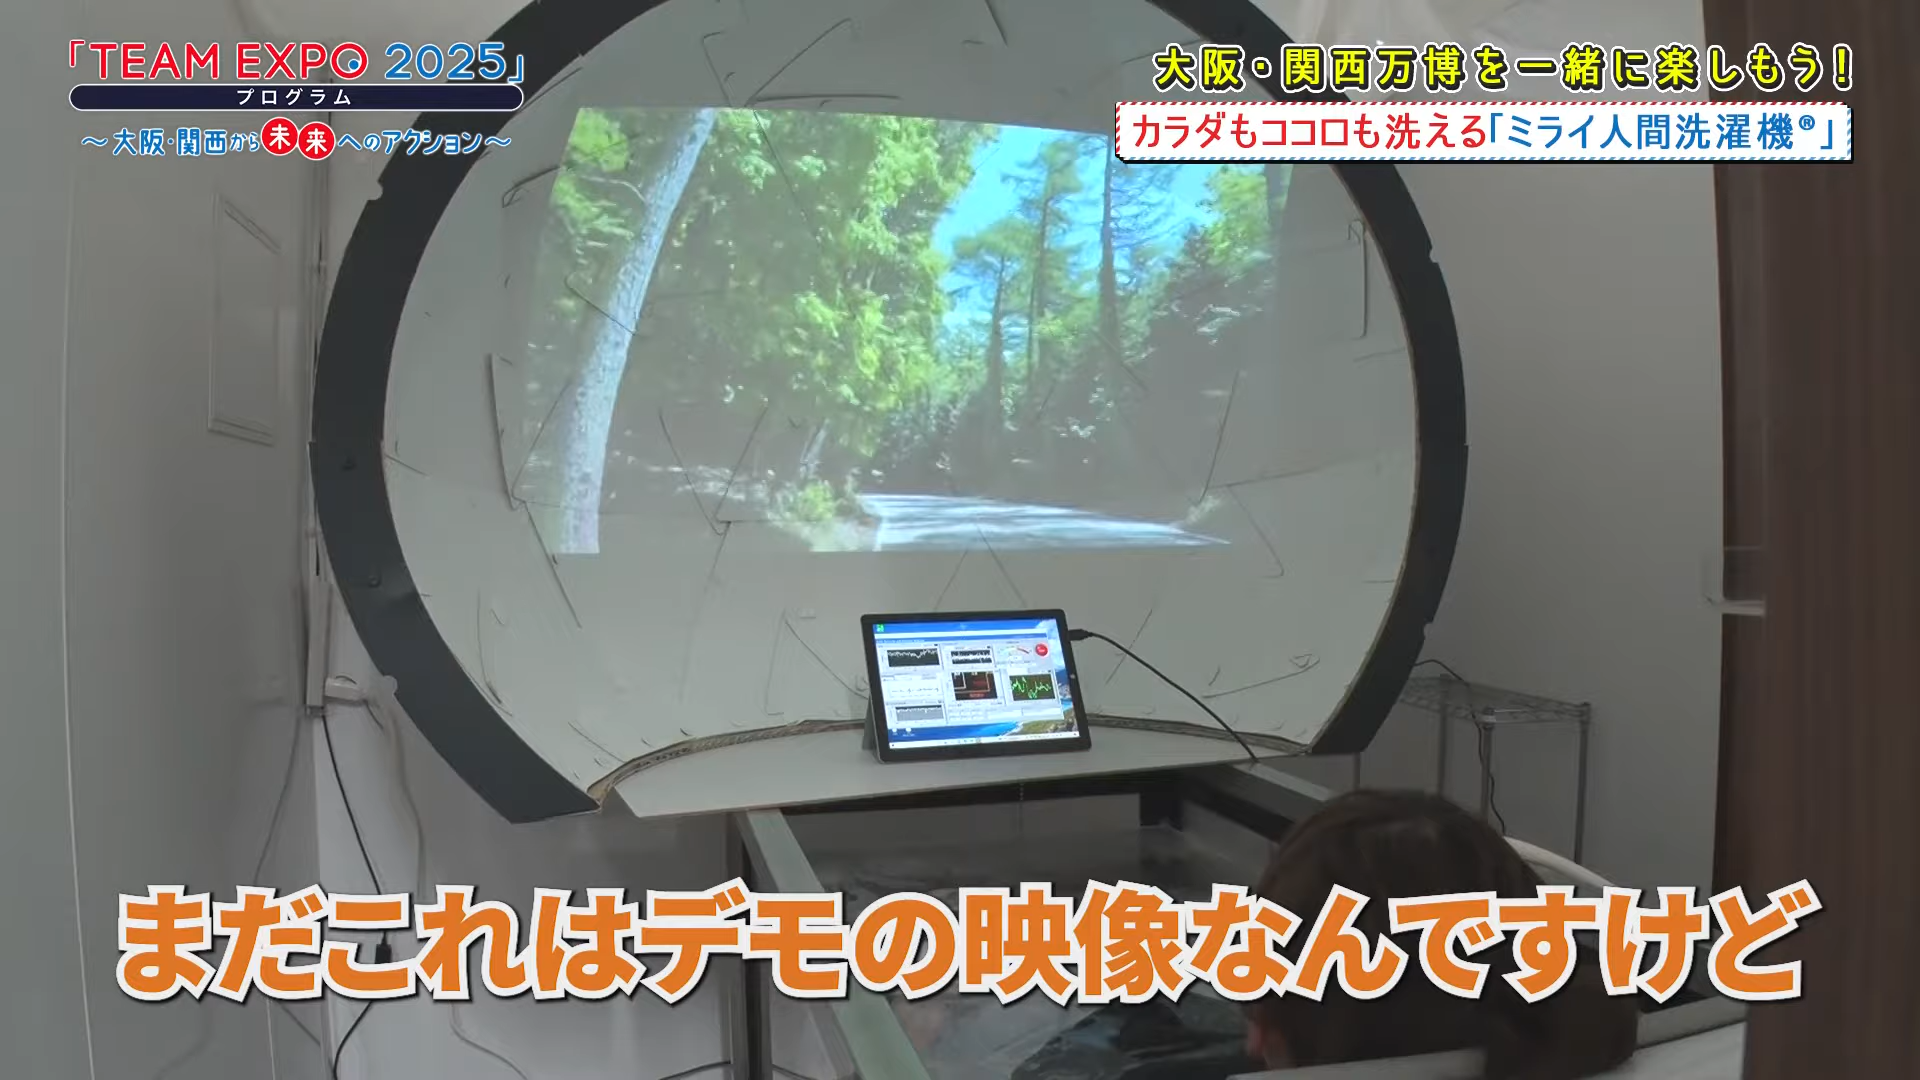 「TEAM EXPO 2025」
プログラム
～大阪・関西から未来へのアクション～
大阪・関西万博を一緒に楽しもう！
カラダもココロも洗える「ミライ人間洗濯機®」
まだこれはデモの映像なんですけど